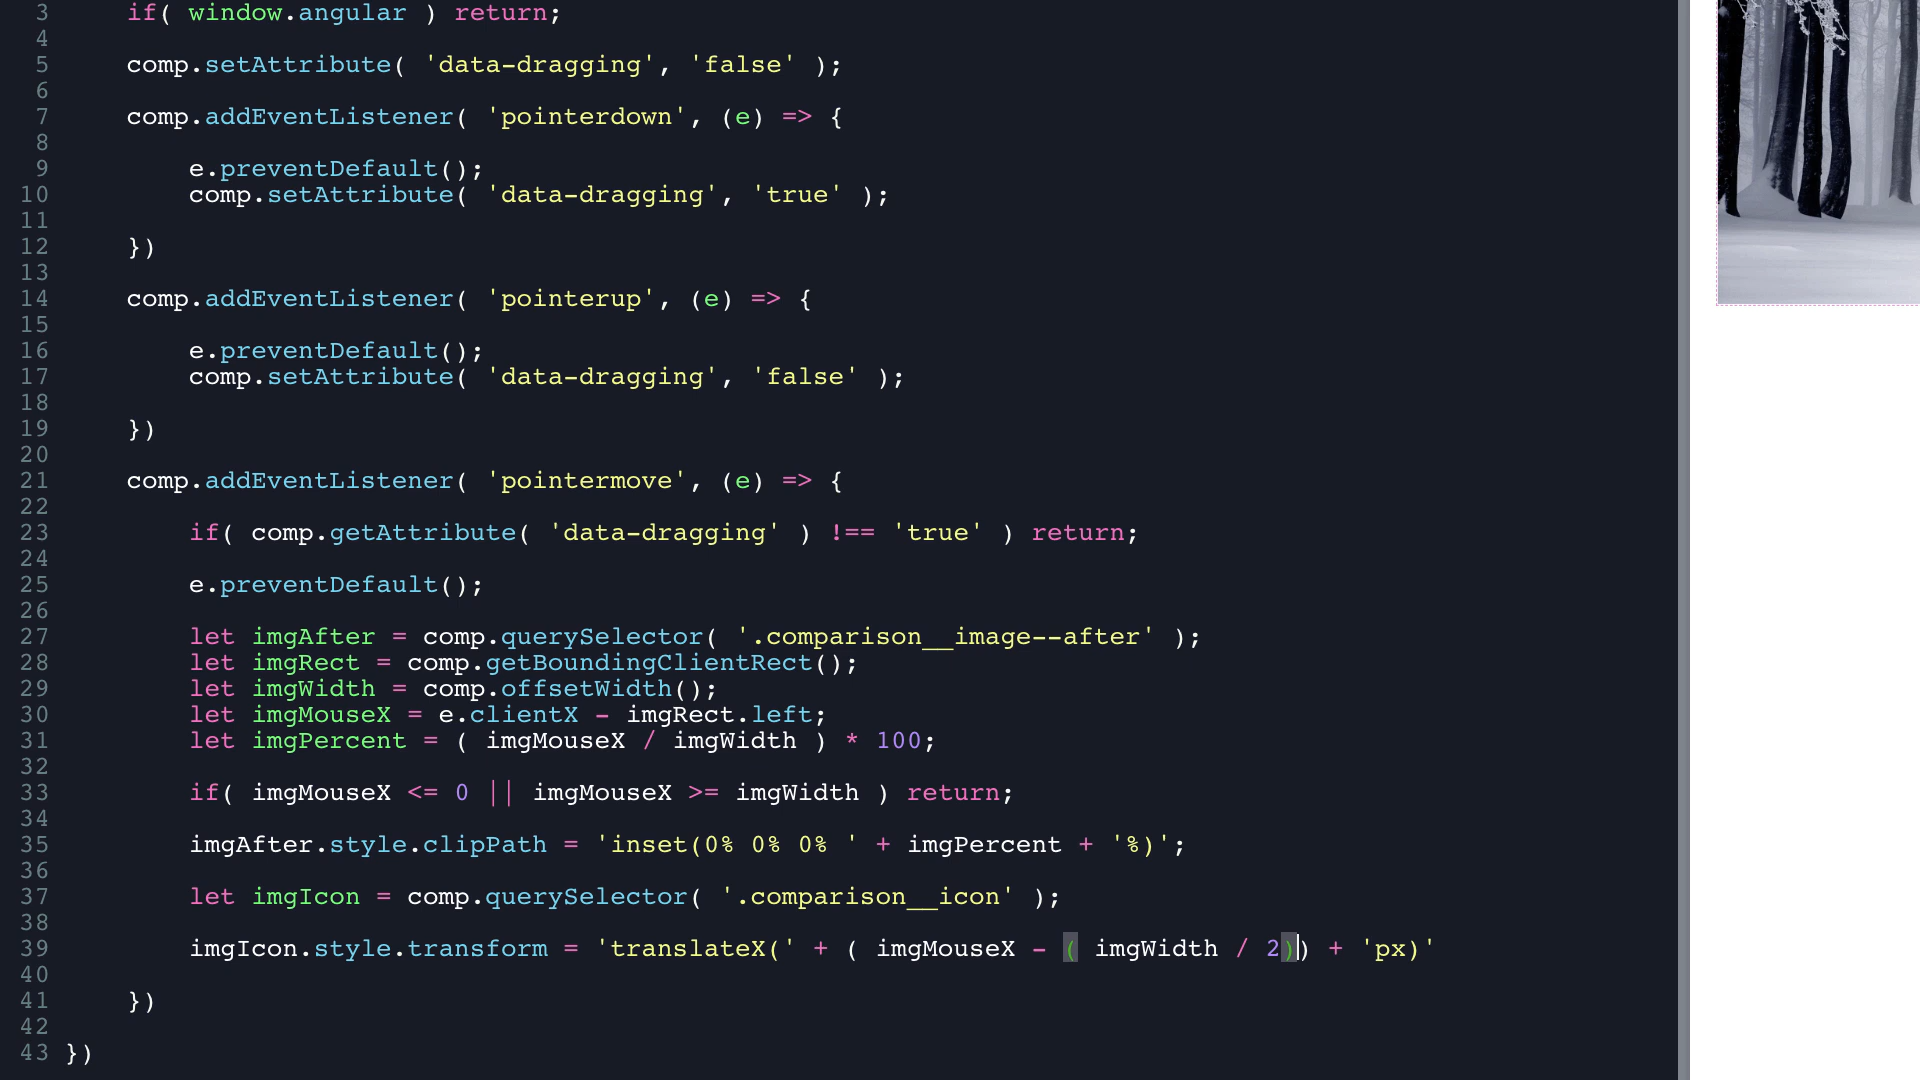 3 if( window.angular ) return;
4
5 comp.setAttribute( 'data-dragging', 'false' );
6
7 comp.addEventListener( 'pointerdown', (e) => {
8
9 e.preventDefault();
10 comp.setAttribute( 'data-dragging', 'true' );
11
12 })
13
14 comp.addEventListener( 'pointerup', (e) => {
15
16 e.preventDefault();
17 comp.setAttribute( 'data-dragging', 'false' );
18
19 })
20
21 comp.addEventListener( 'pointermove', (e) => {
22
23 if( comp.getAttribute( 'data-dragging' ) !== 'true' ) return;
24
25 e.preventDefault();
26
27 let imgAfter = comp.querySelector( '.comparison__image--after' );
28 let imgRect = comp.getBoundingClientRect();
29 let imgWidth = comp.offsetWidth();
30 let imgMouseX = e.clientX - imgRect.left;
31 let imgPercent = ( imgMouseX / imgWidth ) * 100;
32
33 if( imgMouseX <= 0 || imgMouseX >= imgWidth ) return;
34
35 imgAfter.style.clipPath = 'inset(0% 0% 0% ' + imgPercent + '%)';
36
37 let imgIcon = comp.querySelector( '.comparison__icon' );
38
39 imgIcon.style.transform = 'translateX(' + ( imgMouseX - ( imgWidth / 2)) + 'px)'
40
41 })
42
43 })